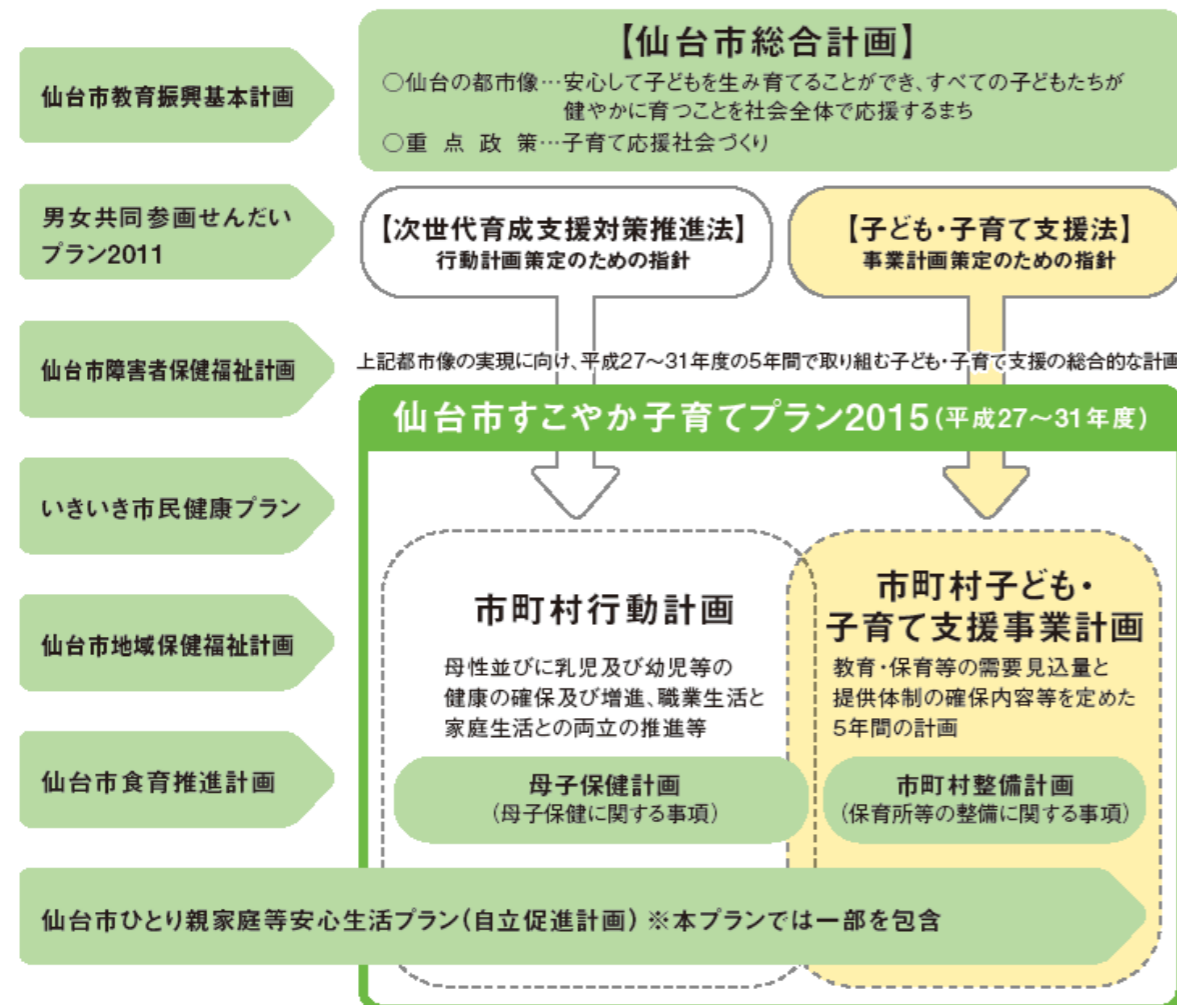 仙台市教育振興基本計画
【仙台市総合計画】
○仙台の都市像…安心して子どもを生み育てることができ、すべての子どもたちが
健やかに育つことを社会全体で応援するまち
○重点政策…子育て応援社会づくり
男女共同参画せんだい
プラン2011
【次世代育成支援対策推進法】
行動計画策定のための指針
【子ども・子育て支援法】
事業計画策定のための指針
仙台市障害者保健福祉計画
上記都市像の実現に向け、平成27〜31年度の5年間で取り組む子ども・子育て支援の総合的な計画
仙台市すこやか子育てプラン2015(平成27〜31年度)
いきいき市民健康プラン
仙台市地域保健福祉計画
市町村行動計画
母性並びに乳児及び幼児等の
健康の確保及び増進、職業生活と
家庭生活との両立の推進等
市町村子ども・
子育て支援事業計画
教育・保育等の需要見込量と
提供体制の確保内容等を定めた
5年間の計画
仙台市食育推進計画
母子保健計画
(母子保健に関する事項)
市町村整備計画
(保育所等の整備に関する事項)
仙台市ひとり親家庭等安心生活プラン(自立促進計画) ※本プランでは一部を包含